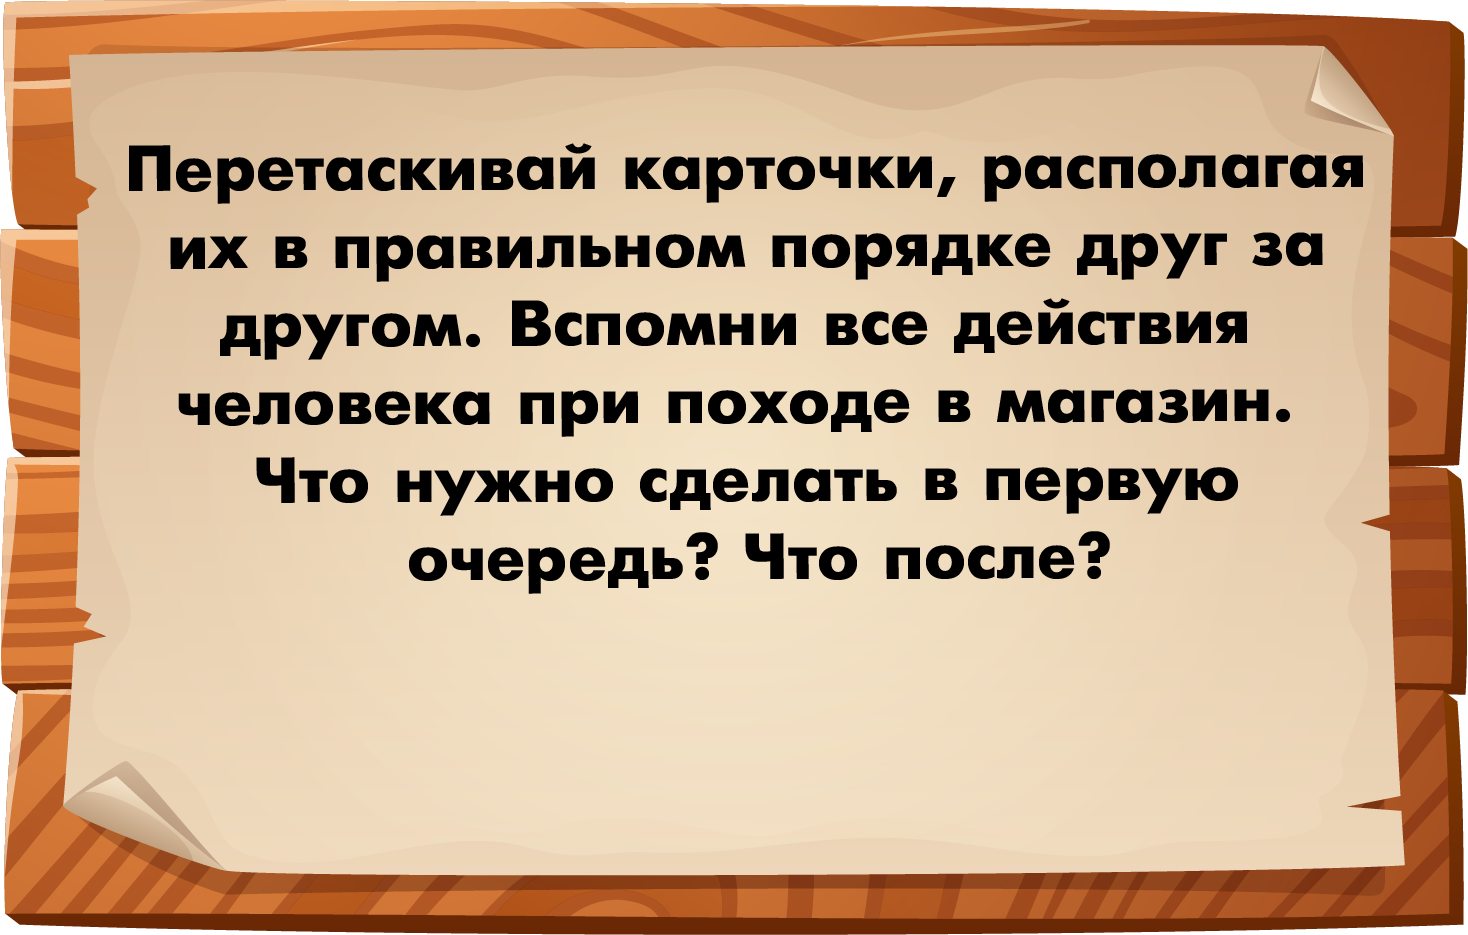 Перетаскивай карточки, располагая
их в правильном порядке друг за
другом. Вспомни все действия
человека при походе в магазин.
Что нужно сделать в первую
очередь? Что после?